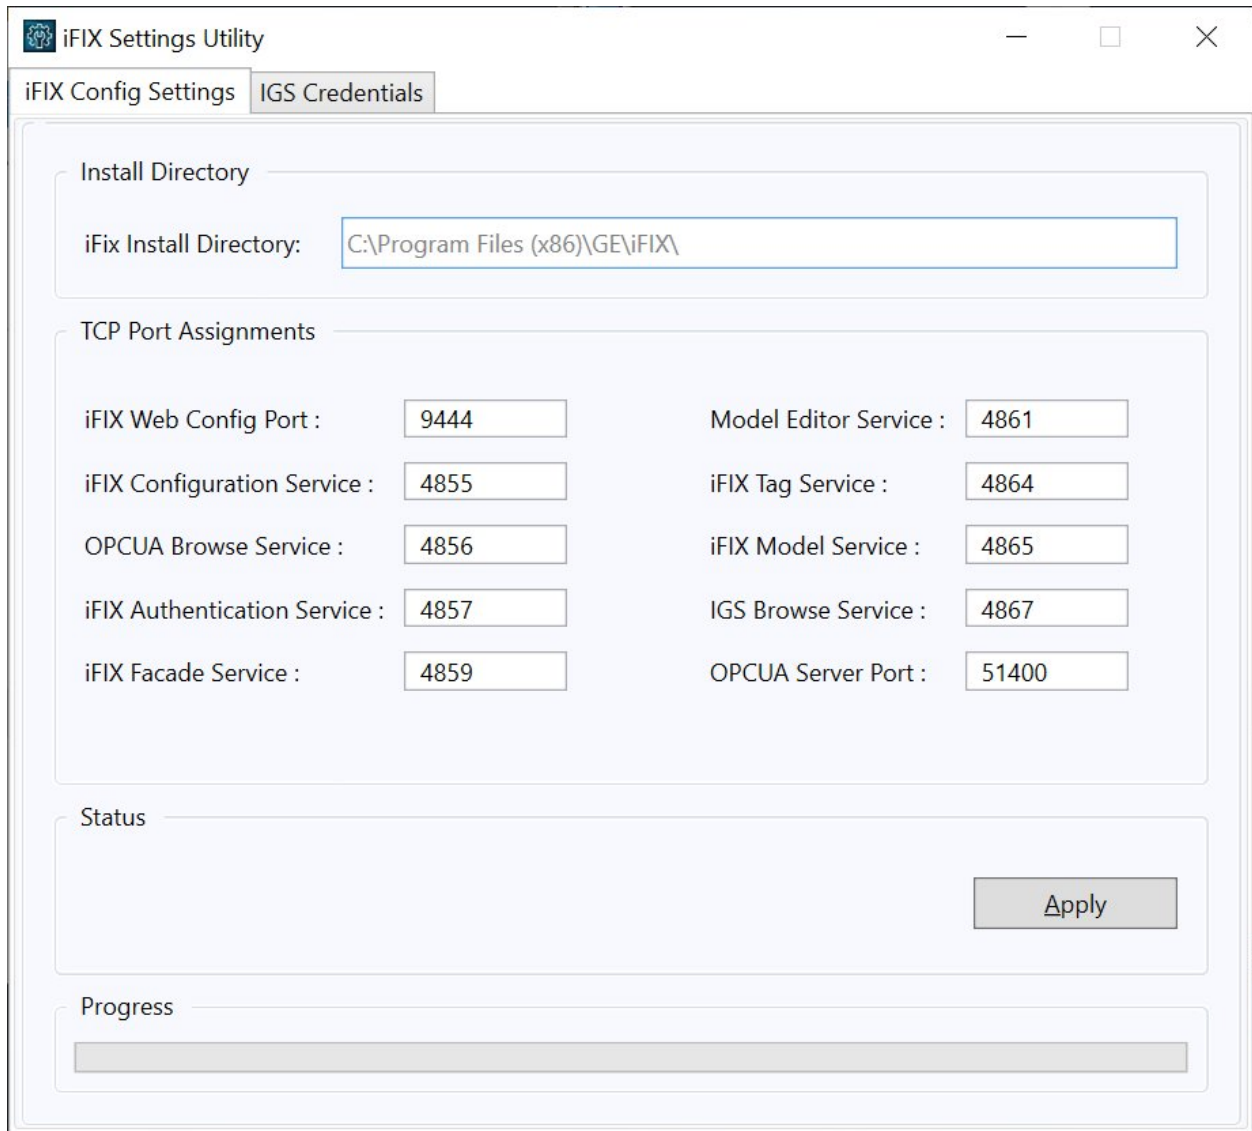 iFIX Settings Utility
iFIX Config Settings IGS Credentials
Install Directory
iFix Install Directory: C:\Program Files (x86)\GE\iFIX\
TCP Port Assignments
iFIX Web Config Port : 9444 Model Editor Service : 4861
iFIX Configuration Service : 4855 iFIX Tag Service : 4864
OPCUA Browse Service : 4856 iFIX Model Service : 4865
iFIX Authentication Service : 4857 IGS Browse Service : 4867
iFIX Facade Service : 4859 OPCUA Server Port : 51400
Status
Apply
Progress